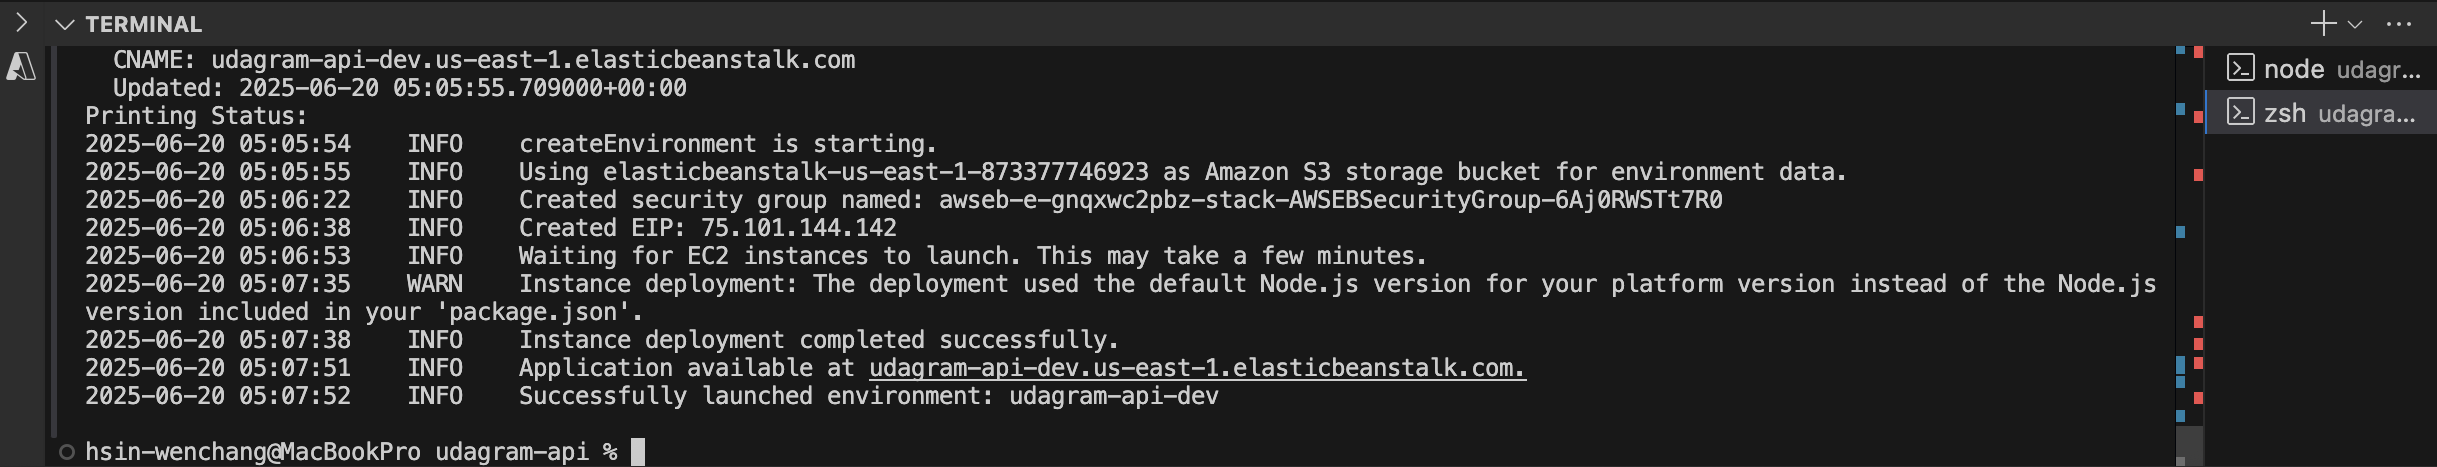 TERMINAL
CNAME: udagram-api-dev.us-east-1.elasticbeanstalk.com
Updated: 2025-06-20 05:05:55.709000+00:00
Printing Status:
2025-06-20 05:05:54    INFO    createEnvironment is starting.
2025-06-20 05:05:55    INFO    Using elasticbeanstalk-us-east-1-873377746923 as Amazon S3 storage bucket for environment data.
2025-06-20 05:06:22    INFO    Created security group named: awseb-e-gnqxwc2pbz-stack-AWSEBSecurityGroup-6Aj0RWSTt7R0
2025-06-20 05:06:38    INFO    Created EIP: 75.101.144.142
2025-06-20 05:06:53    INFO    Waiting for EC2 instances to launch. This may take a few minutes.
2025-06-20 05:07:35    WARN    Instance deployment: The deployment used the default Node.js version for your platform version instead of the Node.js
version included in your 'package.json'.
2025-06-20 05:07:38    INFO    Instance deployment completed successfully.
2025-06-20 05:07:51    INFO    Application available at udagram-api-dev.us-east-1.elasticbeanstalk.com.
2025-06-20 05:07:52    INFO    Successfully launched environment: udagram-api-dev
hsin-wenchang@MacBookPro udagram-api %
node udagr...
zsh udagra...